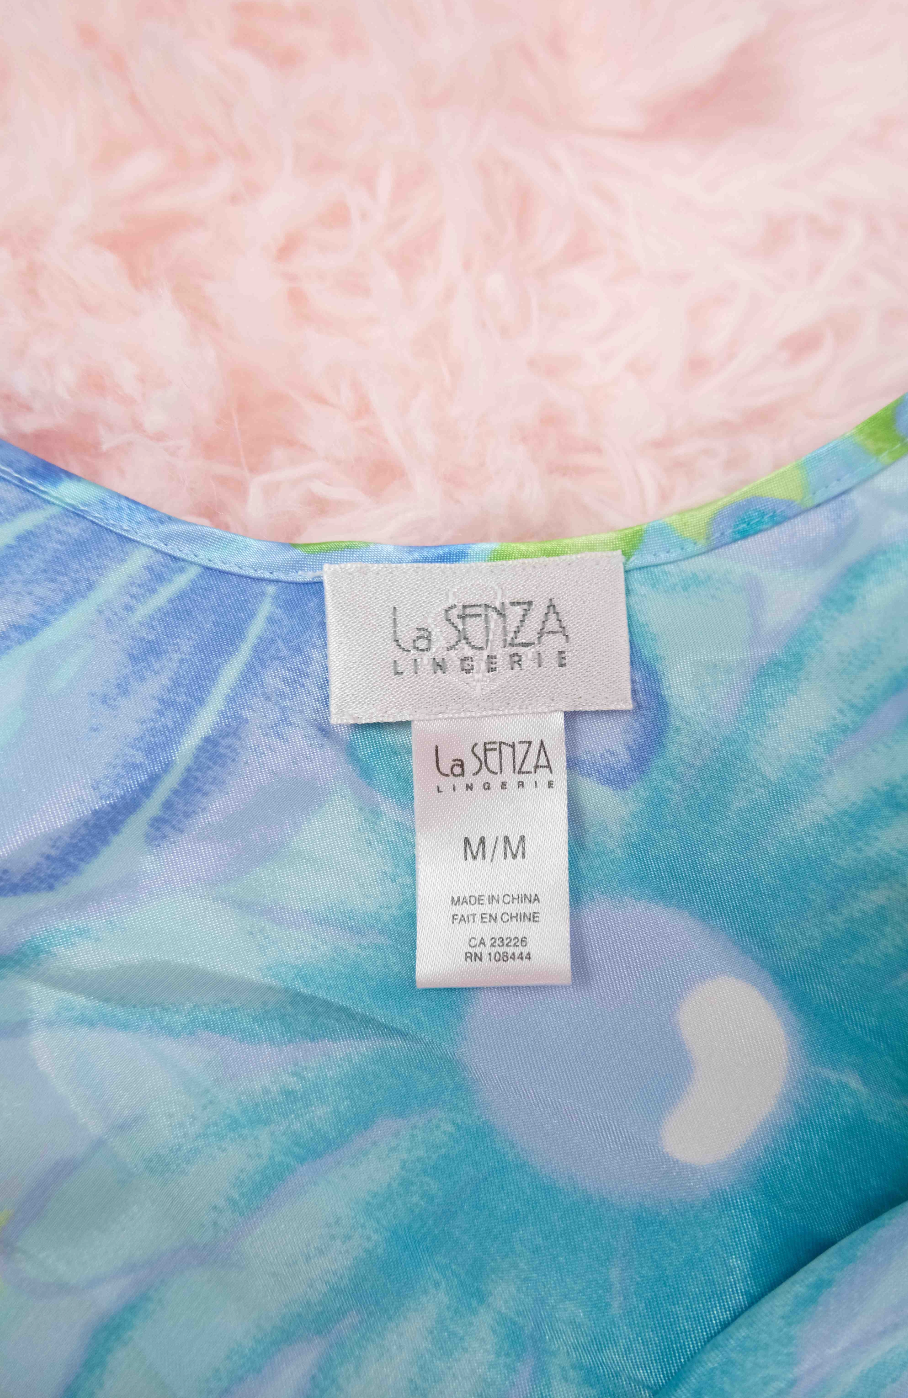 La SENZA
LINGERIE
La SENZA
LINGERIE
M/M
MADE IN CHINA
FAIT EN CHINE
CA 23226
RN 108444